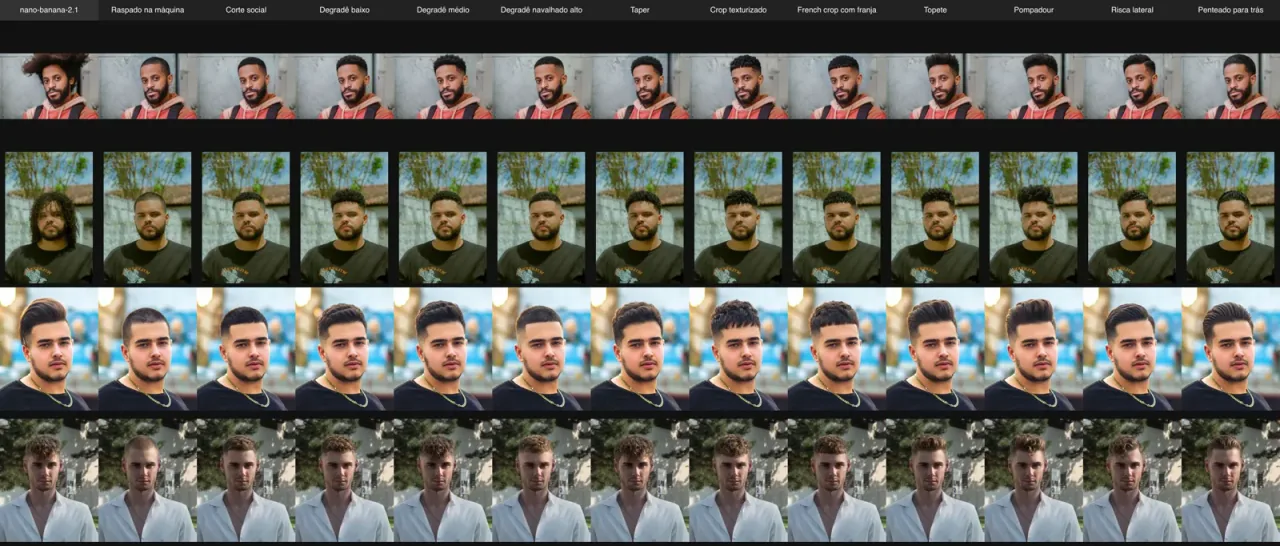 nano-banana-2.1
Raspado na máquina
Corte social
Degradê baixo
Degradê médio
Degradê navalhado alto
Taper
Crop texturizado
French crop com franja
Topete
Pompadour
Risca lateral
Penteado para trás